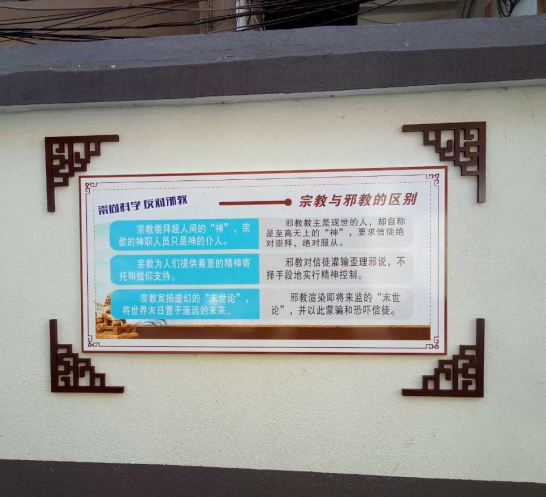 崇尚科学 反对邪教
宗教与邪教的区别
宗教崇拜超人间的“神”，宗
教的神职人员只是神的仆人。
邪教教主是现世的人，却自称
是至高无上的“神”，要求信徒绝
对崇拜、绝对服从。
宗教为人们提供善意的精神寄
托和信仰支持。
邪教对信徒灌输歪理邪说，不
择手段地实行精神控制。
宗教宣扬虚幻的“末世论”，
将世界末日置于遥远的未来。
邪教渲染即将来监的“末世
论”，并以此蒙骗和恐吓信徒。